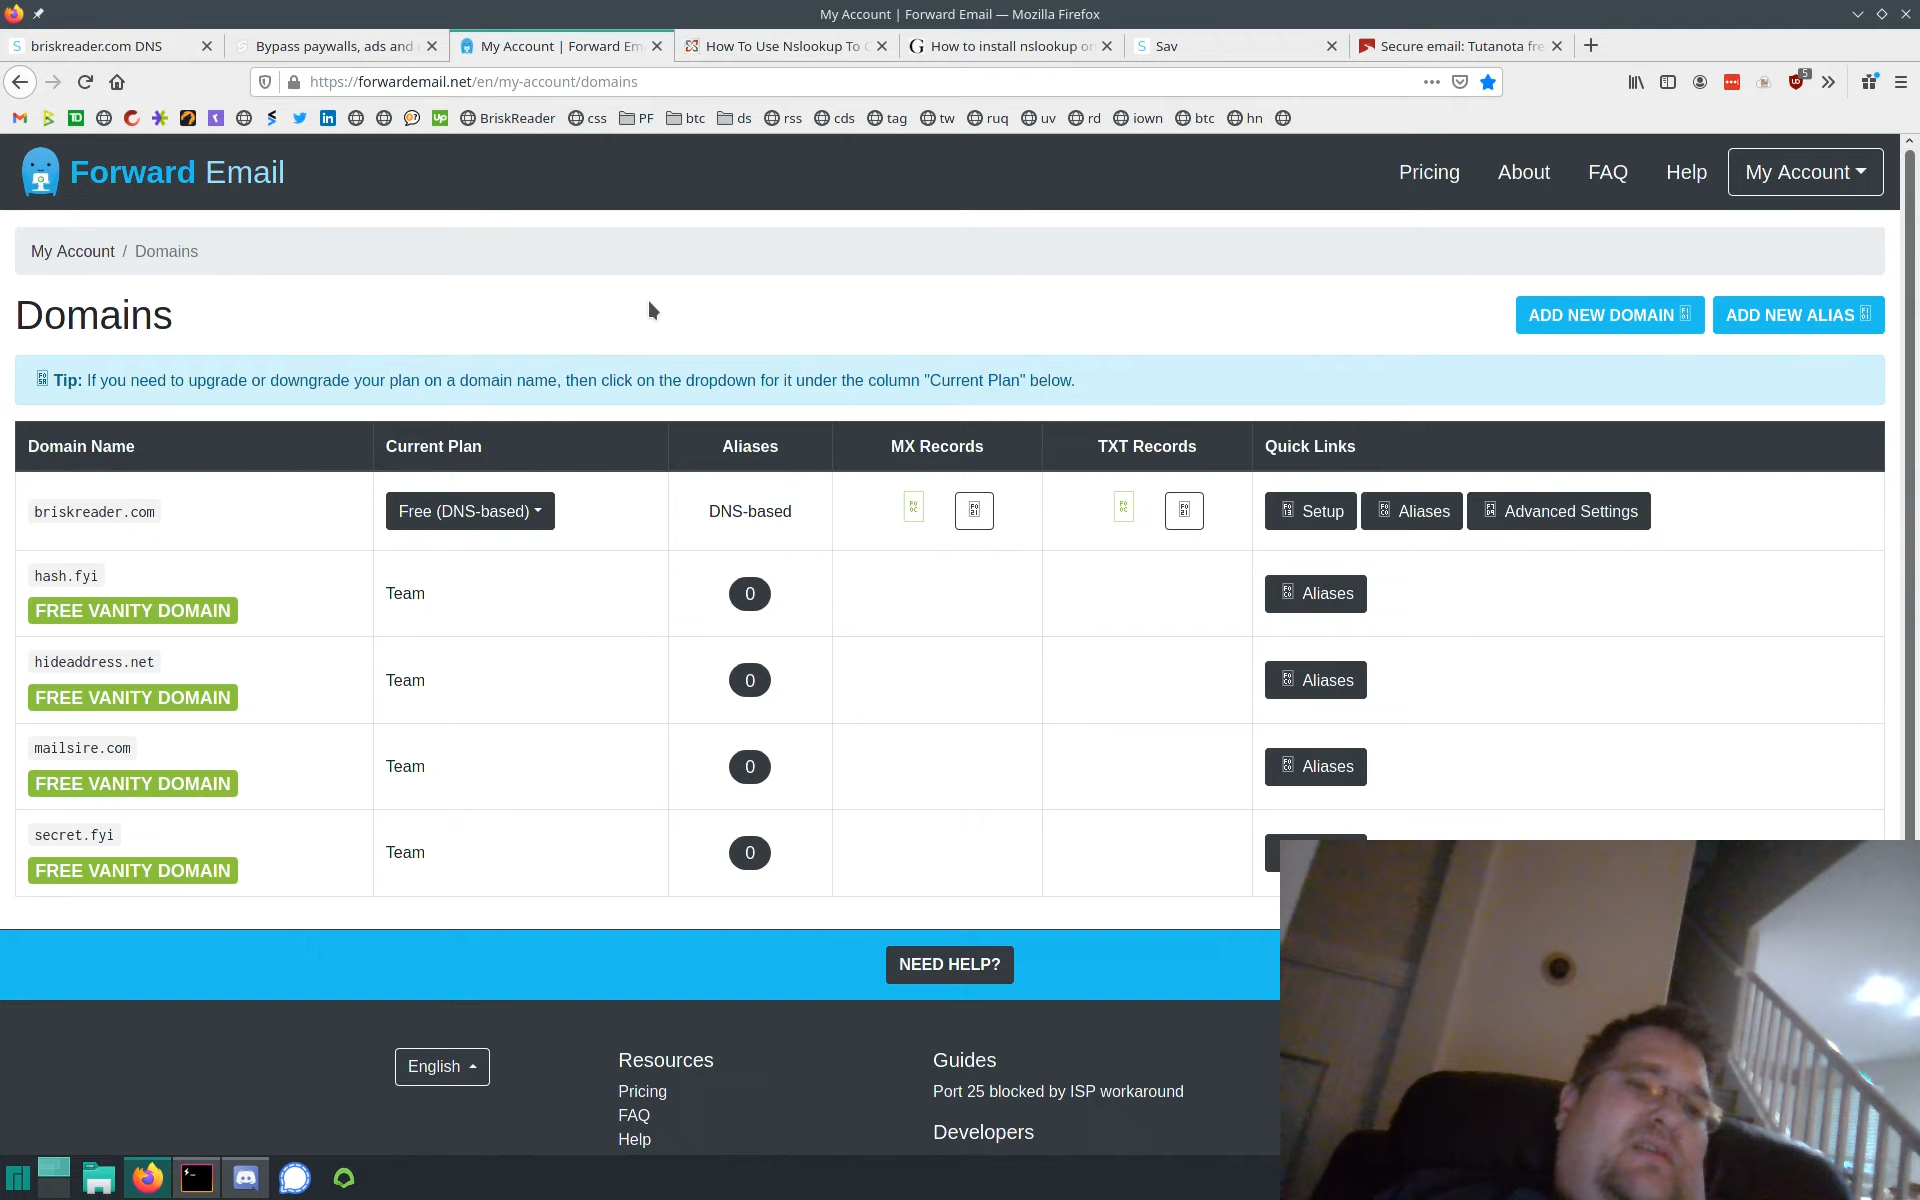 My Account | Forward Email — Mozilla Firefox
briskreader.com DNS
Bypass paywalls, ads and
My Account | Forward Em
How To Use Nslookup To
How to install nslookup or
Sav
Secure email: Tutanota fre
https://forwardemail.net/en/my-account/domains
5
BriskReader
css
PF
btc
ds
rss
cds
tag
tw
ruq
uv
rd
iown
btc
hn
Forward Email
Pricing
About
FAQ
Help
My Account
My Account / Domains
Domains
ADD NEW DOMAIN
ADD NEW ALIAS
Tip: If you need to upgrade or downgrade your plan on a domain name, then click on the dropdown for it under the column "Current Plan" below.
Domain Name
Current Plan
Aliases
MX Records
TXT Records
Quick Links
briskreader.com
Free (DNS-based)
DNS-based
Setup
Aliases
Advanced Settings
hash.fyi
FREE VANITY DOMAIN
Team
0
Aliases
hideaddress.net
FREE VANITY DOMAIN
Team
0
Aliases
mailsire.com
FREE VANITY DOMAIN
Team
0
Aliases
secret.fyi
FREE VANITY DOMAIN
Team
0
NEED HELP?
English
Resources
Pricing
FAQ
Help
Guides
Port 25 blocked by ISP workaround
Developers